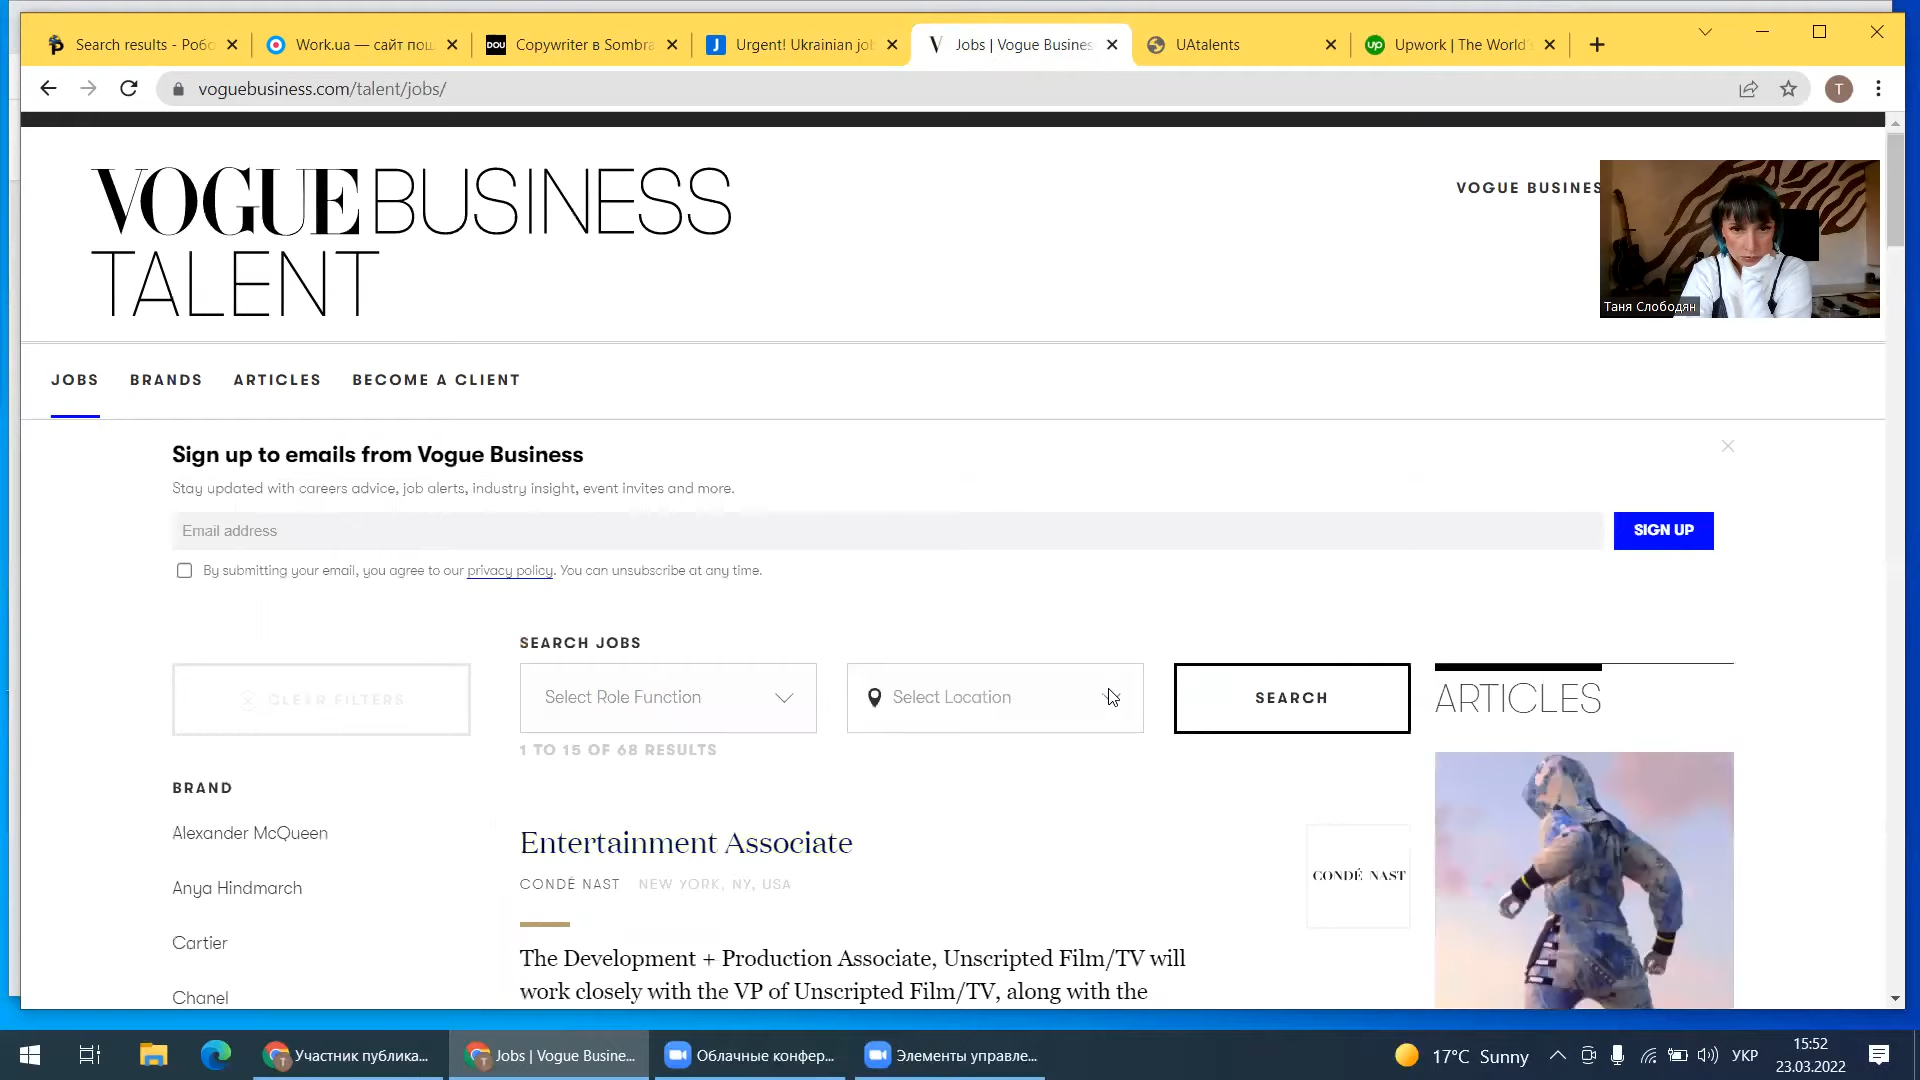 Search results - Робо
Work.ua — сайт пош
DOU Copywriter в Sombra
J Urgent! Ukrainian job
V Jobs | Vogue Business
UAtalents
up Upwork | The World's
voguebusiness.com/talent/jobs/
T
VOGUE BUSINESS
TALENT
VOGUE BUSINES
Таня Слободян
JOBS BRANDS ARTICLES BECOME A CLIENT
Sign up to emails from Vogue Business
Stay updated with careers advice, job alerts, industry insight, event invites and more.
Email address
SIGN UP
By submitting your email, you agree to our privacy policy. You can unsubscribe at any time.
SEARCH JOBS
CLEAR FILTERS
Select Role Function
Select Location
SEARCH
ARTICLES
1 TO 15 OF 68 RESULTS
BRAND
Alexander McQueen
Anya Hindmarch
Cartier
Chanel
Entertainment Associate
CONDÉ NAST NEW YORK, NY, USA
CONDÉ NAST
The Development + Production Associate, Unscripted Film/TV will
work closely with the VP of Unscripted Film/TV, along with the
Участник публика...
Jobs | Vogue Busine...
Облачные конфер...
Элементы управле...
17°C Sunny
УКР
15:52
23.03.2022